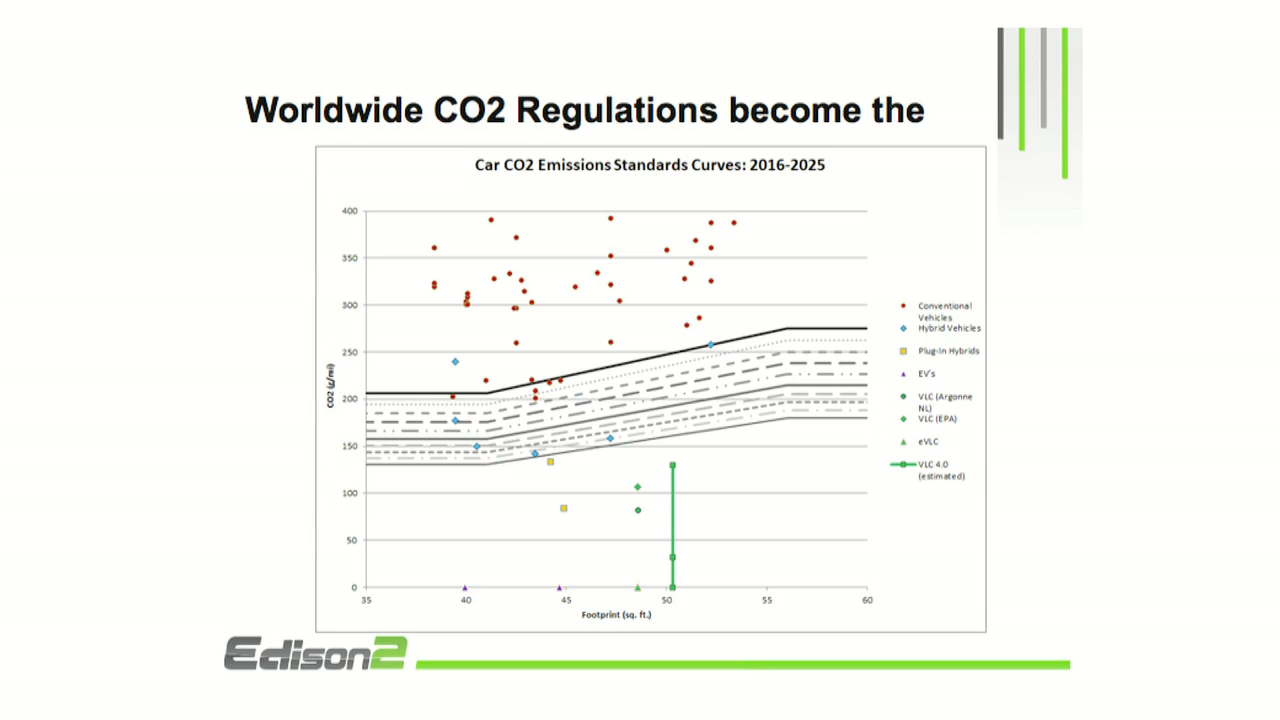 Worldwide CO2 Regulations become the
Car CO2 Emissions Standards Curves: 2016-2025
400
350
300
250
200
150
100
50
0
CO2 (g/mi)
35
40
45
50
55
60
Footprint (sq. ft.)
Conventional
Vehicles
Hybrid Vehicles
Plug-In Hybrids
EV's
VLC (Argonne
NL)
VLC (EPA)
eVLC
VLC 4.0
(estimated)
Edison2